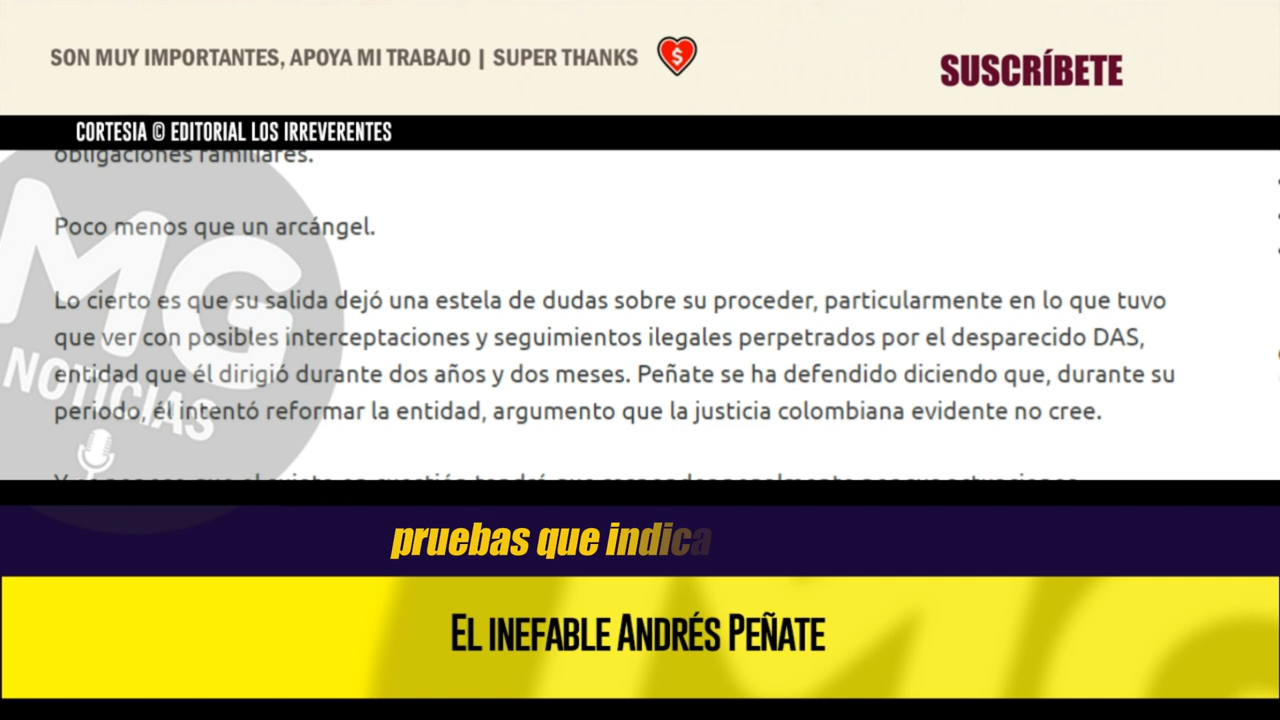 SON MUY IMPORTANTES, APOYA MI TRABAJO | SUPER THANKS
SUSCRÍBETE
CORTESIA © EDITORIAL LOS IRREVERENTES
obligaciones familiares.
Poco menos que un arcángel.
Lo cierto es que su salida dejó una estela de dudas sobre su proceder, particularmente en lo que tuvo
que ver con posibles interceptaciones y seguimientos ilegales perpetrados por el desparecido DAS,
entidad que él dirigió durante dos años y dos meses. Peñate se ha defendido diciendo que, durante su
periodo, él intentó reformar la entidad, argumento que la justicia colombiana evidente no cree.
MG
NOTICIAS
pruebas que indica
EL INEFABLE ANDRÉS PEÑATE